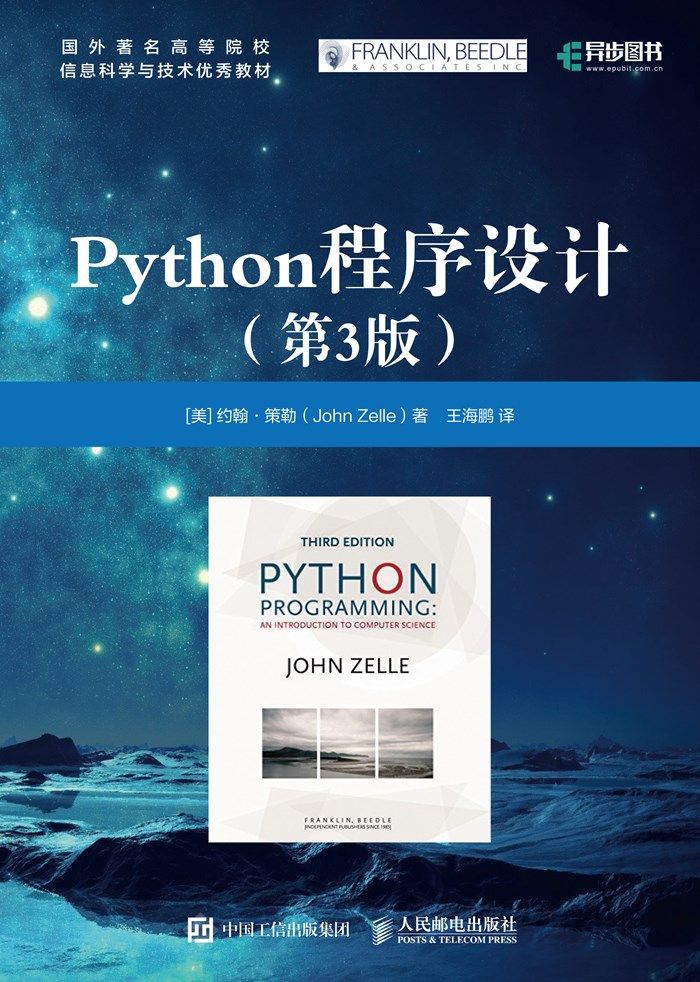 国外著名高等院校
信息科学与技术优秀教材
FRANKLIN, BEEDLE
& ASSOCIATES INC
异步图书
www.epubit.com.cn
Python程序设计
（第3版）
[美] 约翰·策勒（John Zelle）著 王海鹏 译
THIRD EDITION
PYTHON
PROGRAMMING:
AN INTRODUCTION TO COMPUTER SCIENCE
JOHN ZELLE
FRANKLIN, BEEDLE
[INDEPENDENT PUBLISHERS SINCE 1985]
中国工信出版集团
人民邮电出版社
POSTS & TELECOM PRESS